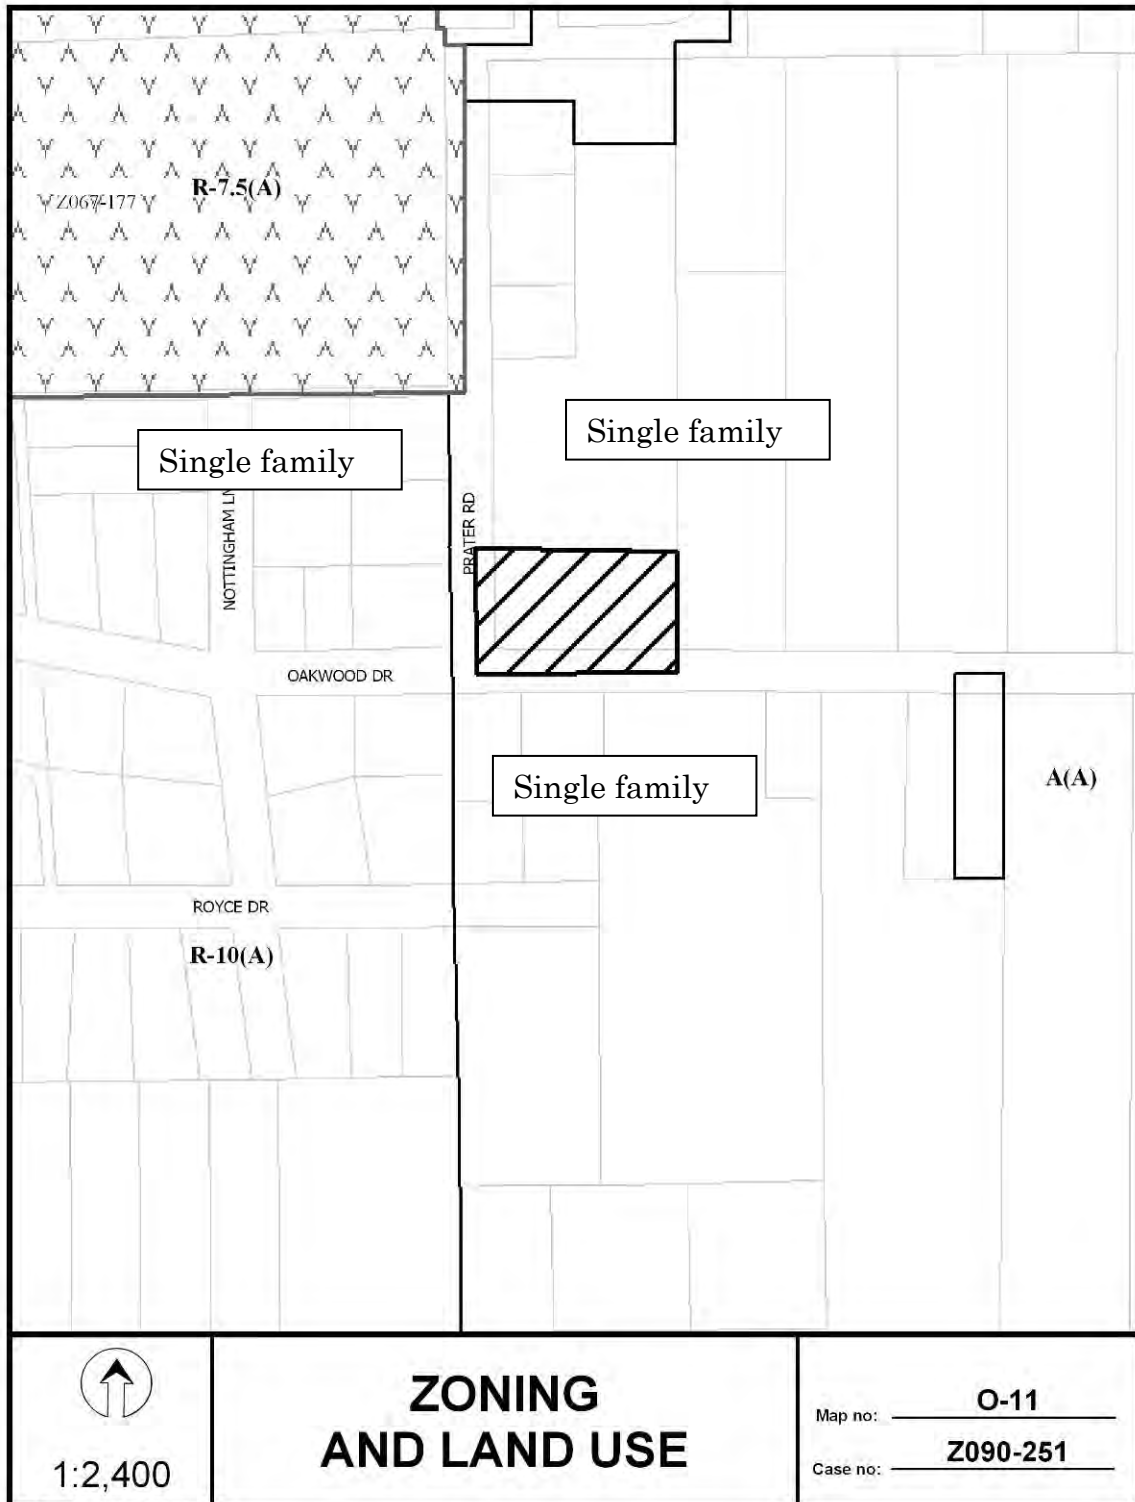 R-7.5(A)
Z067-177
Single family
Single family
NOTTINGHAM LN
PRATER RD
OAKWOOD DR
Single family
A(A)
ROYCE DR
R-10(A)
1:2,400
ZONING
AND LAND USE
Map no: O-11
Case no: Z090-251